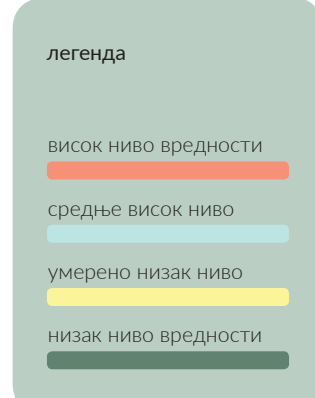 легенда
висок ниво вредности
средње висок ниво
умерено низак ниво
низак ниво вредности